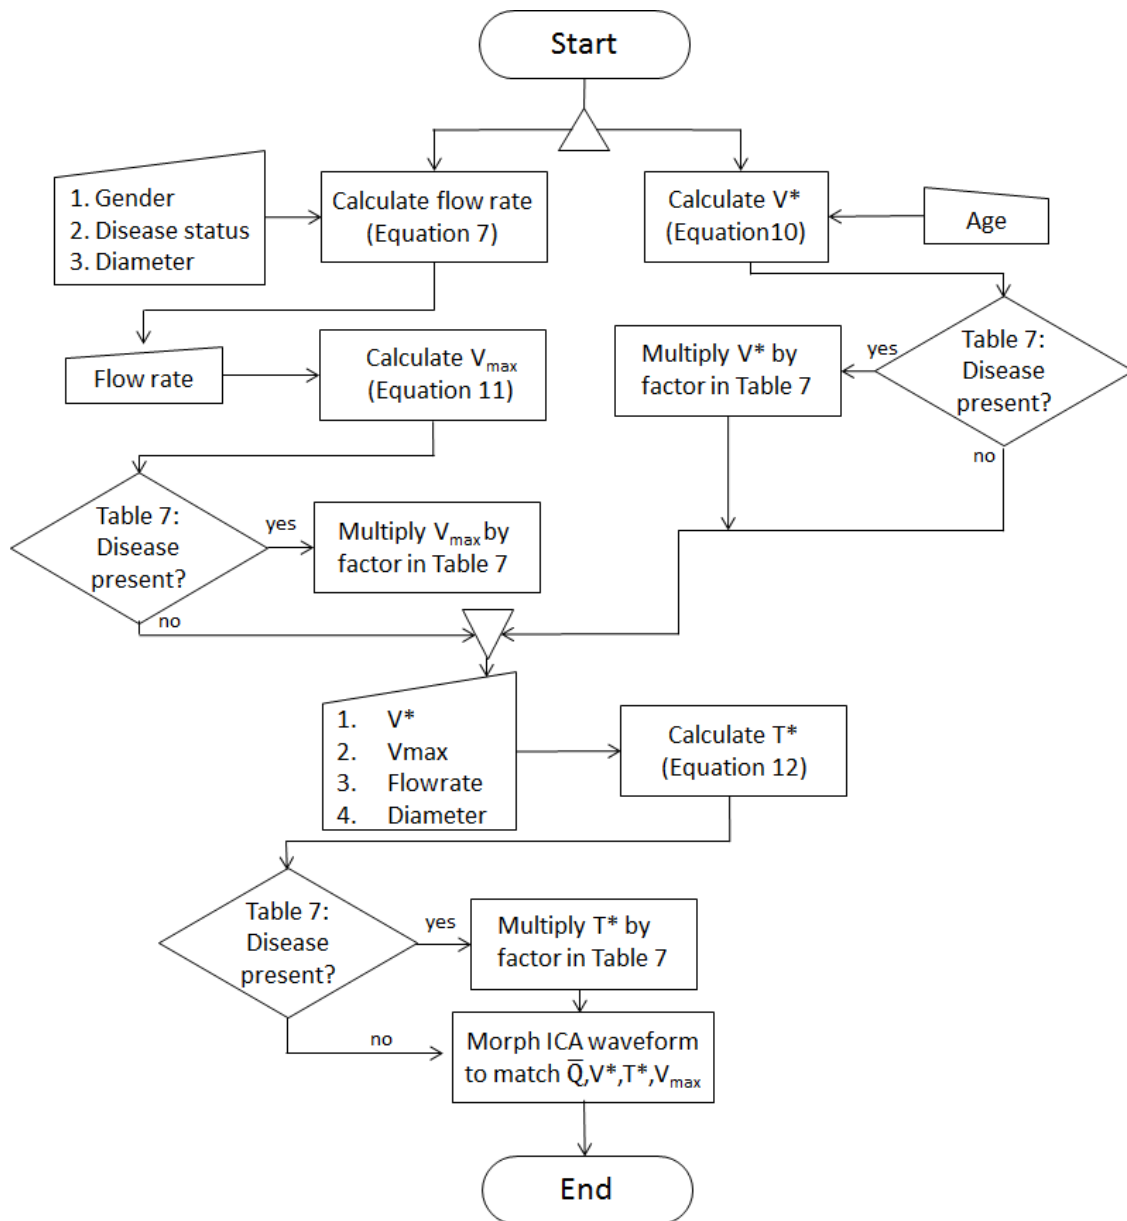 Start
1. Gender
2. Disease status
3. Diameter
Calculate flow rate
(Equation 7)
Calculate V*
(Equation10)
Age
Flow rate
Calculate Vmax
(Equation 11)
Multiply V* by
factor in Table 7
yes
Table 7:
Disease
present?
no
Table 7:
Disease
present?
yes
no
Multiply Vmax by
factor in Table 7
1. V*
2. Vmax
3. Flowrate
4. Diameter
Calculate T*
(Equation 12)
Table 7:
Disease
present?
yes
no
Multiply T* by
factor in Table 7
Morph ICA waveform
to match Q̅,V*,T*,Vmax
End